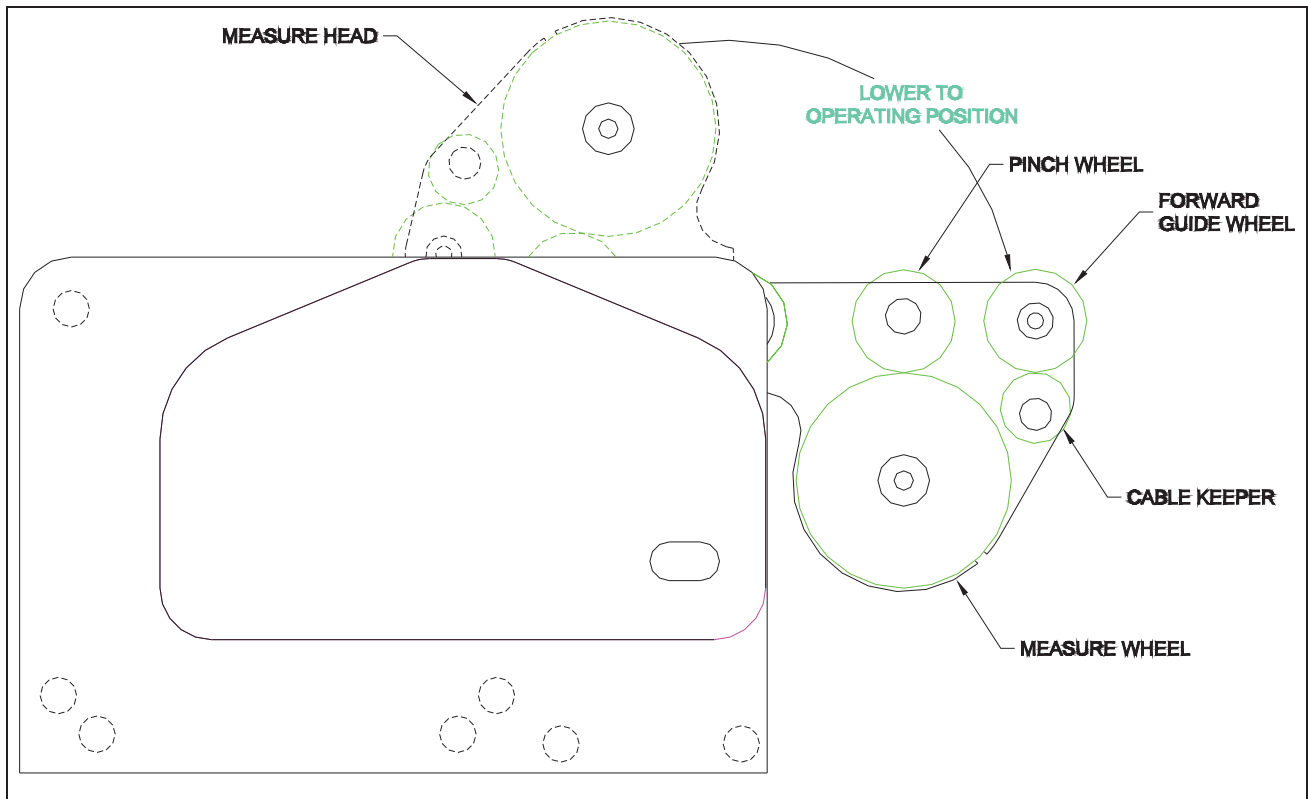 MEASURE HEAD
LOWER TO
OPERATING POSITION
PINCH WHEEL
FORWARD
GUIDE WHEEL
CABLE KEEPER
MEASURE WHEEL